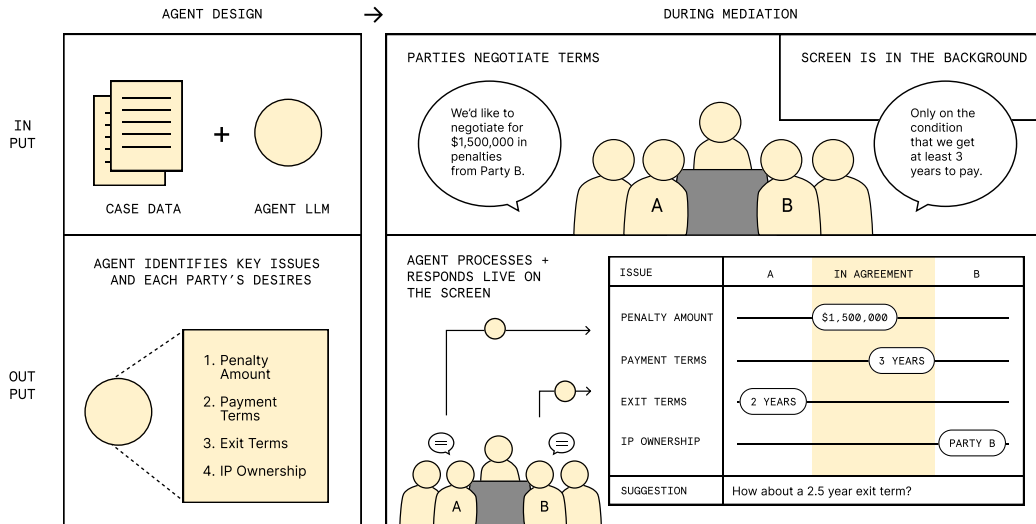 AGENT DESIGN
DURING MEDIATION
IN
PUT
CASE DATA
+
AGENT LLM
PARTIES NEGOTIATE TERMS
SCREEN IS IN THE BACKGROUND
We'd like to
negotiate for
$1,500,000 in
penalties
from Party B.
Only on the
condition
that we get
at least 3
years to pay.
A
B
OUT
PUT
AGENT IDENTIFIES KEY ISSUES
AND EACH PARTY'S DESIRES
1. Penalty
Amount
2. Payment
Terms
3. Exit Terms
4. IP Ownership
AGENT PROCESSES +
RESPONDS LIVE ON
THE SCREEN
A
B
ISSUE A IN AGREEMENT B
PENALTY AMOUNT $1,500,000
PAYMENT TERMS 3 YEARS
EXIT TERMS 2 YEARS
IP OWNERSHIP PARTY B
SUGGESTION How about a 2.5 year exit term?